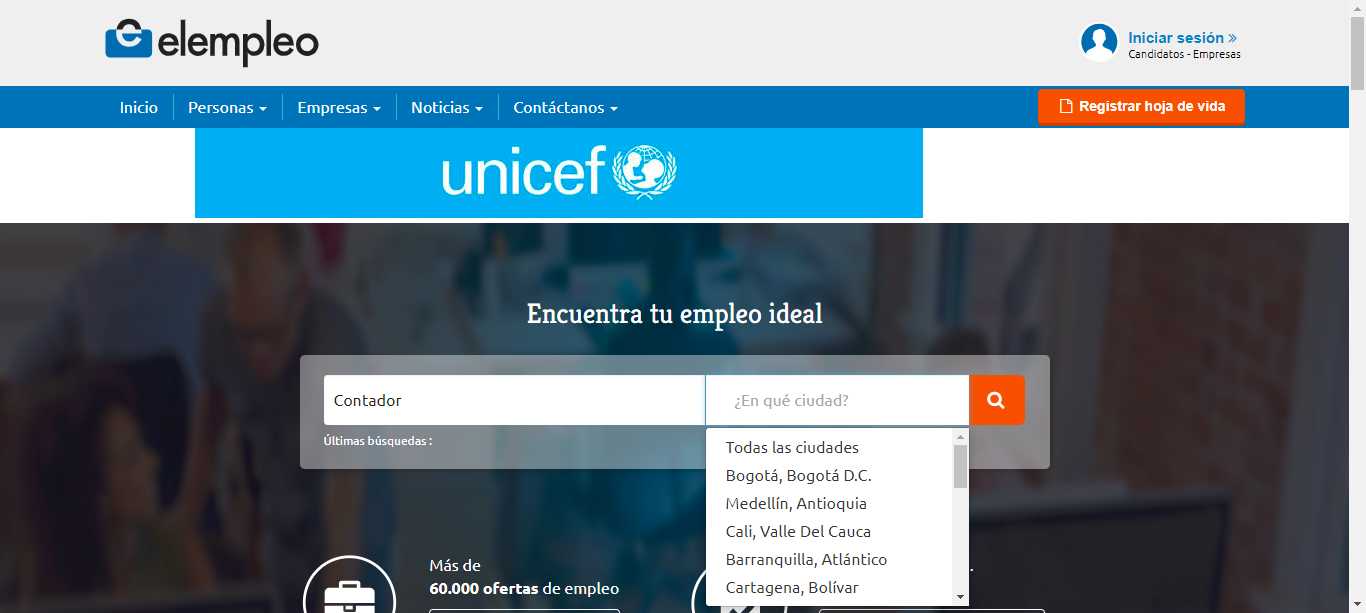 elempleo
Iniciar sesión »
Candidatos - Empresas
Inicio Personas Empresas Noticias Contáctanos Registrar hoja de vida
unicef
Encuentra tu empleo ideal
Contador ¿En qué ciudad?
Últimas búsquedas :
Todas las ciudades
Bogotá, Bogotá D.C.
Medellín, Antioquia
Cali, Valle Del Cauca
Barranquilla, Atlántico
Cartagena, Bolívar
Más de
60.000 ofertas de empleo